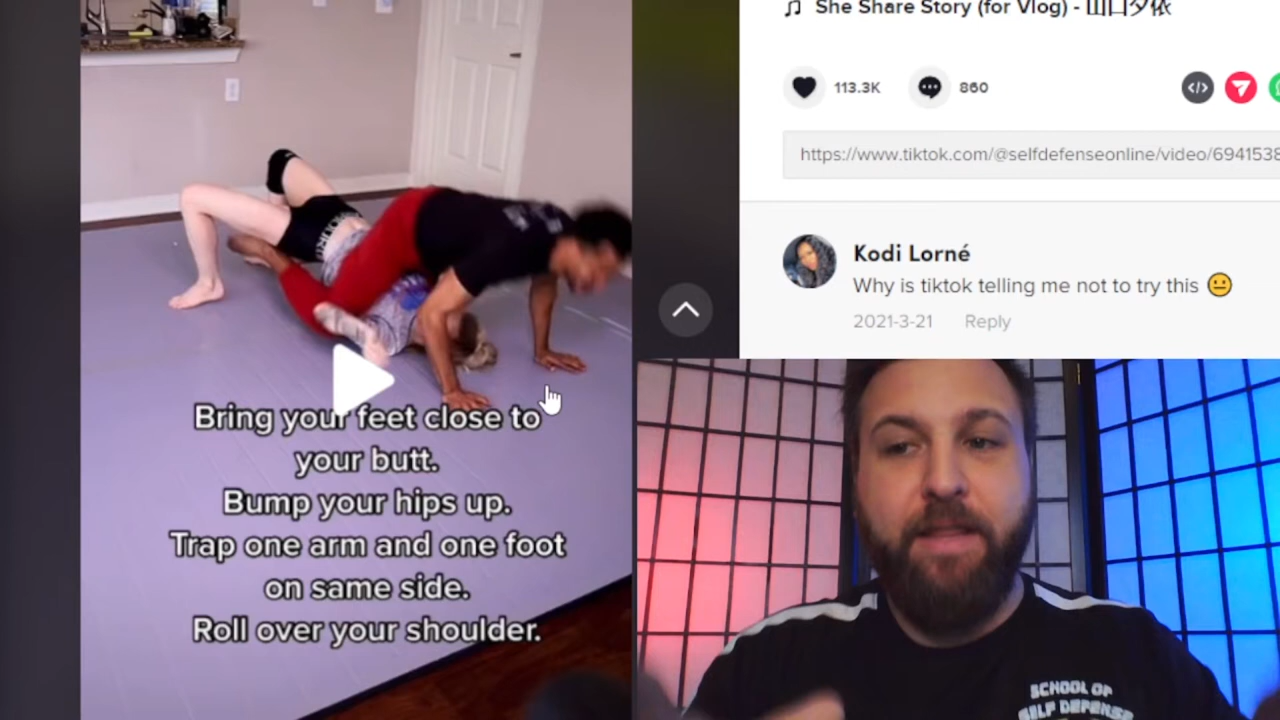 She Share Story (for Vlog) - 山口夕依
113.3K
860
https://www.tiktok.com/@selfdefenseonline/video/6941538
Kodi Lorné
Why is tiktok telling me not to try this 😐
2021-3-21 Reply
Bring your feet close to
your butt.
Bump your hips up.
Trap one arm and one foot
on same side.
Roll over your shoulder.
SCHOOL OF
SELF DEFENSE